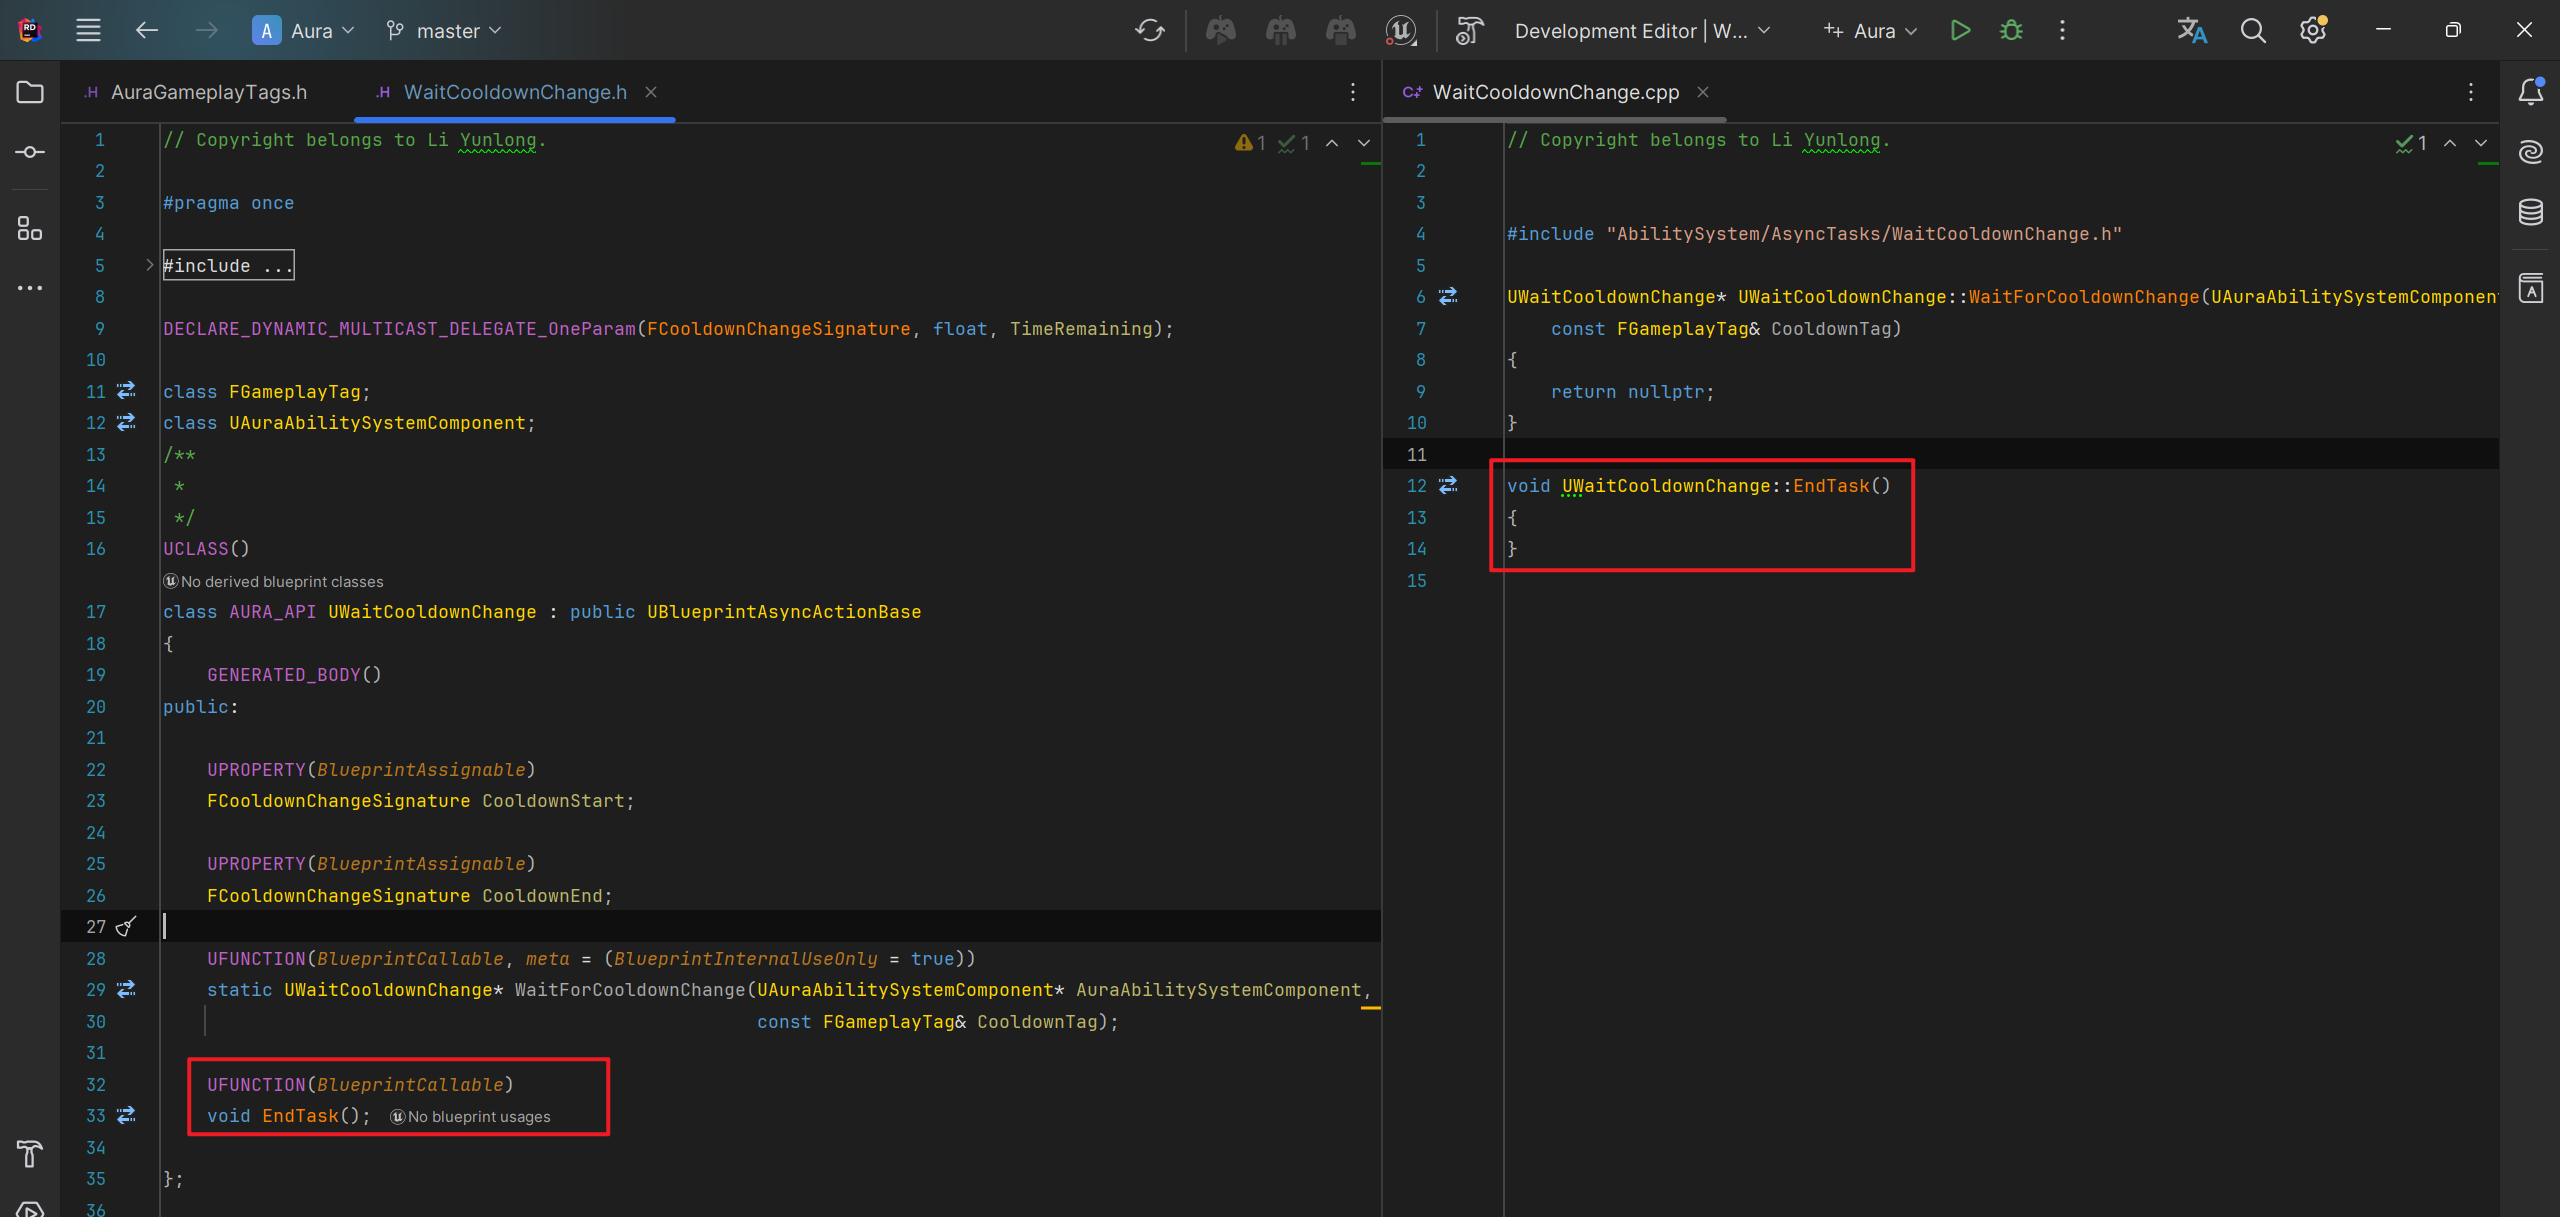 A Aura master Development Editor | W... Aura
AuraGameplayTags.h WaitCooldownChange.h
1 // Copyright belongs to Li Yunlong.
2
3 #pragma once
4
5 #include ...
8
9 DECLARE_DYNAMIC_MULTICAST_DELEGATE_OneParam(FCooldownChangeSignature, float, TimeRemaining);
10
11 class FGameplayTag;
12 class UAuraAbilitySystemComponent;
13 /**
14 *
15 */
16 UCLASS()
No derived blueprint classes
17 class AURA_API UWaitCooldownChange : public UBlueprintAsyncActionBase
18 {
19 GENERATED_BODY()
20 public:
21
22 UPROPERTY(BlueprintAssignable)
23 FCooldownChangeSignature CooldownStart;
24
25 UPROPERTY(BlueprintAssignable)
26 FCooldownChangeSignature CooldownEnd;
27
28 UFUNCTION(BlueprintCallable, meta = (BlueprintInternalUseOnly = true))
29 static UWaitCooldownChange* WaitForCooldownChange(UAuraAbilitySystemComponent* AuraAbilitySystemComponent,
30 const FGameplayTag& CooldownTag);
31
32 UFUNCTION(BlueprintCallable)
33 void EndTask(); No blueprint usages
34
35 };
36
1 1
WaitCooldownChange.cpp
1 // Copyright belongs to Li Yunlong.
2
3
4 #include "AbilitySystem/AsyncTasks/WaitCooldownChange.h"
5
6 UWaitCooldownChange* UWaitCooldownChange::WaitForCooldownChange(UAuraAbilitySystemComponent
7 const FGameplayTag& CooldownTag)
8 {
9 return nullptr;
10 }
11
12 void UWaitCooldownChange::EndTask()
13 {
14 }
15
1